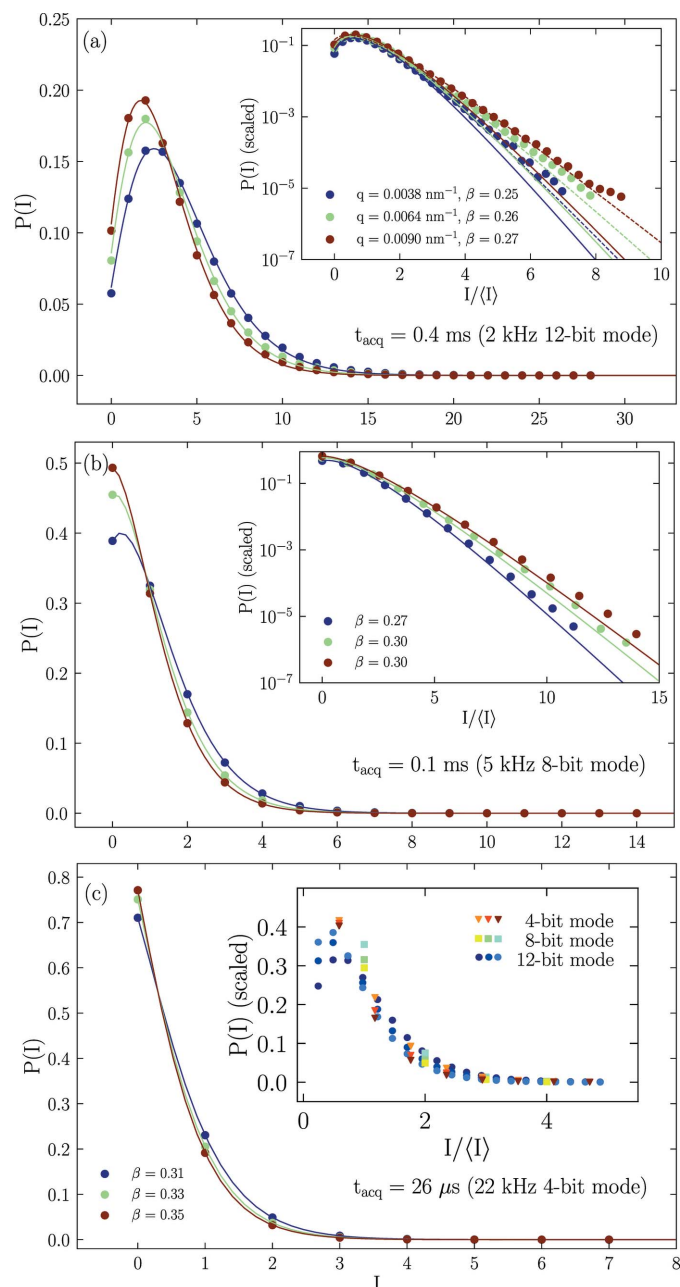 (a)
0.25
0.20
0.15
0.10
0.05
0.00
P(I)
0 5 10 15 20 25 30
10⁻¹
10⁻³
10⁻⁵
10⁻⁷
P(I) (scaled)
q = 0.0038 nm⁻¹, β = 0.25
q = 0.0064 nm⁻¹, β = 0.26
q = 0.0090 nm⁻¹, β = 0.27
0 2 4 6 8 10
I/⟨I⟩
t_acq = 0.4 ms (2 kHz 12-bit mode)
(b)
0.5
0.4
0.3
0.2
0.1
0.0
P(I)
0 2 4 6 8 10 12 14
10⁻¹
10⁻³
10⁻⁵
10⁻⁷
P(I) (scaled)
β = 0.27
β = 0.30
β = 0.30
0 5 10 15
I/⟨I⟩
t_acq = 0.1 ms (5 kHz 8-bit mode)
(c)
0.8
0.7
0.6
0.5
0.4
0.3
0.2
0.1
0.0
P(I)
0.4
0.3
0.2
0.1
0.0
P(I) (scaled)
4-bit mode
8-bit mode
12-bit mode
0 2 4
I/⟨I⟩
β = 0.31
β = 0.33
β = 0.35
t_acq = 26 μs (22 kHz 4-bit mode)
0 1 2 3 4 5 6 7 8
I